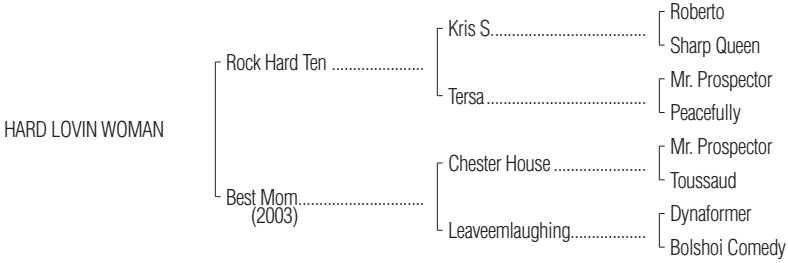 Roberto
Kris S.
Sharp Queen
Rock Hard Ten
Mr. Prospector
Tersa
Peacefully
HARD LOVIN WOMAN
Mr. Prospector
Chester House
Toussaud
Best Mom
(2003)
Dynaformer
Leaveemlaughing
Bolshoi Comedy